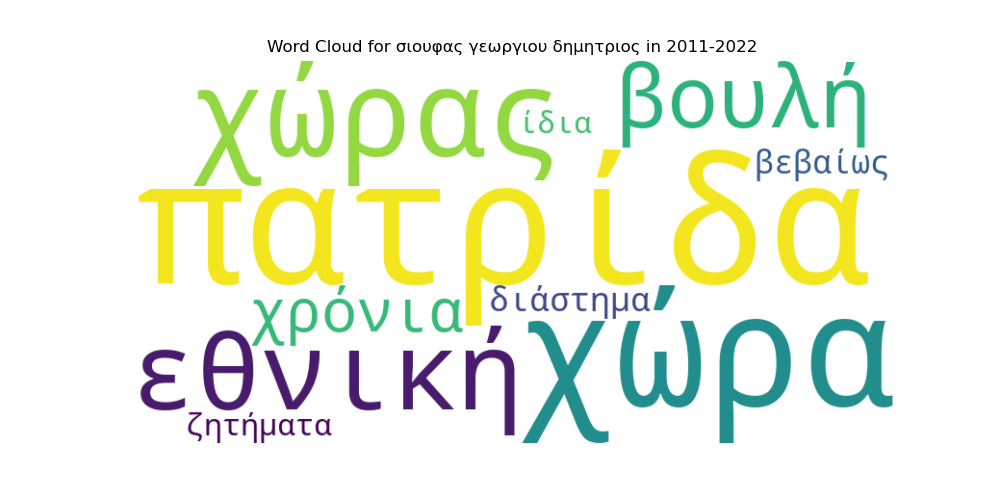 Word Cloud for σιουφας γεωργιου δημητριος in 2011-2022
χώρας
ίδια
βουλή
βεβαίως
πατρίδα
χρόνια
διάστημα
εθνική
χώρα
ζητήματα